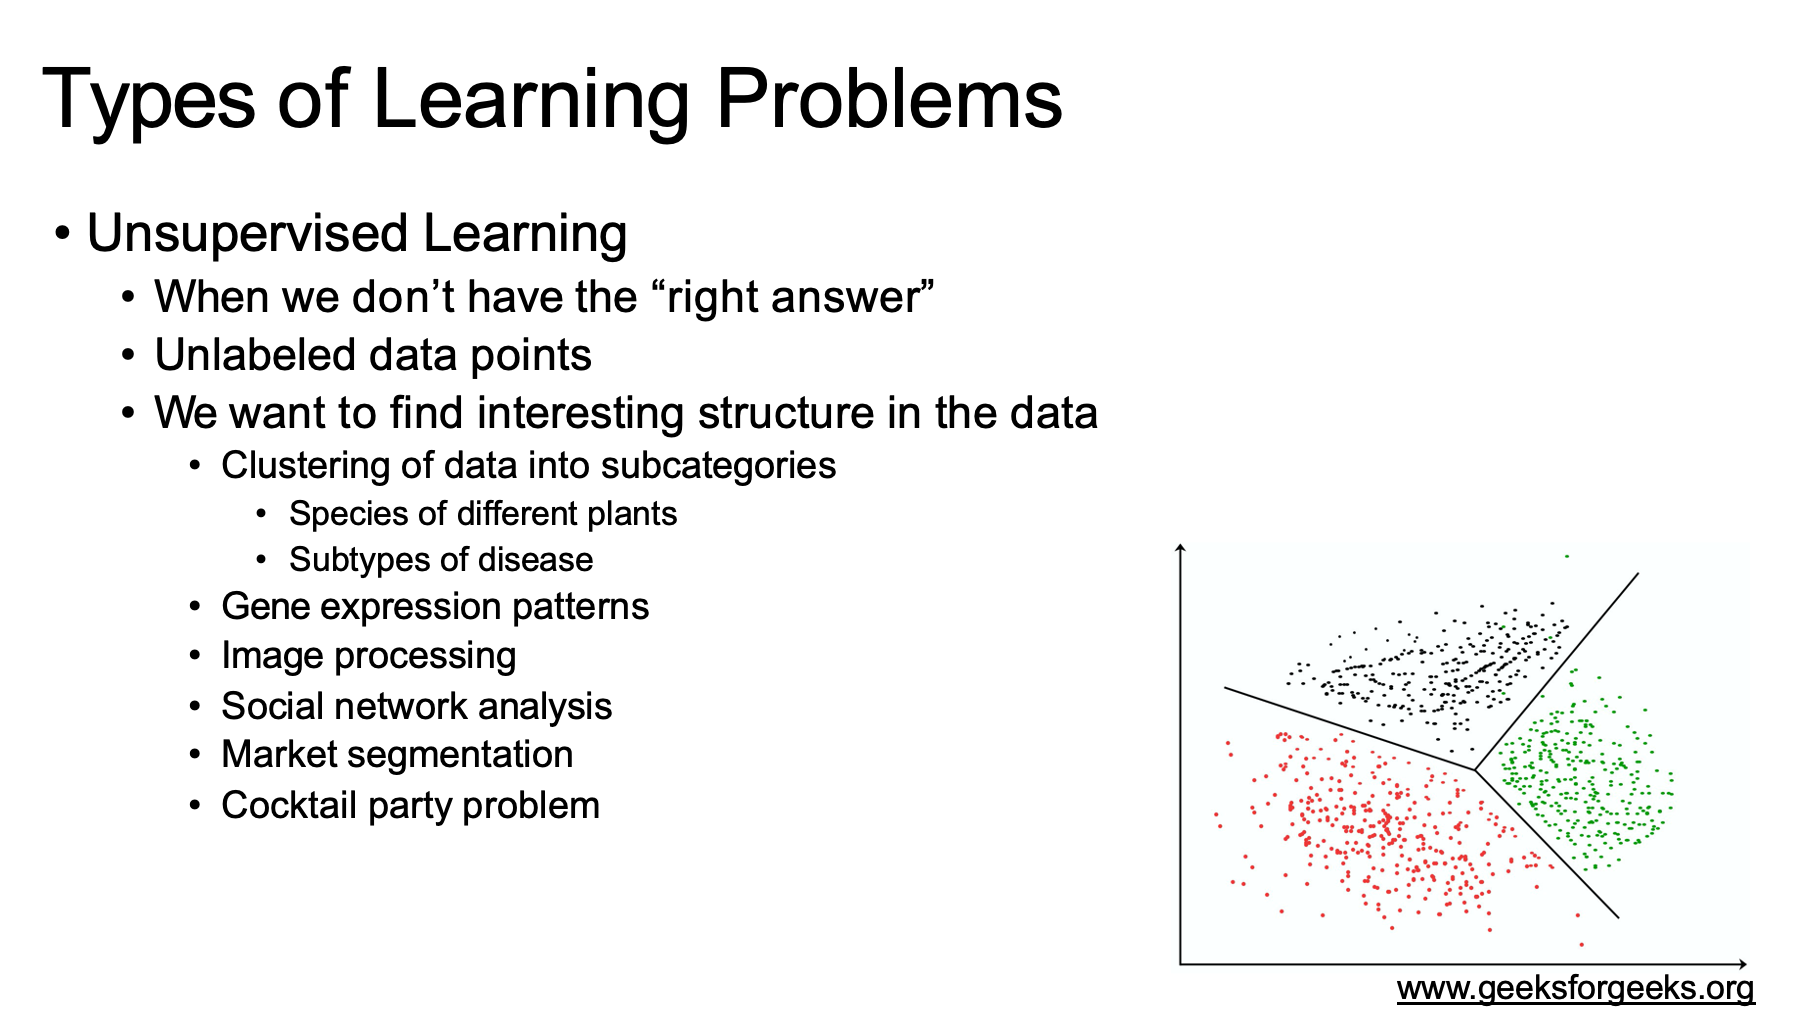 Types of Learning Problems
• Unsupervised Learning
• When we don’t have the “right answer”
• Unlabeled data points
• We want to find interesting structure in the data
• Clustering of data into subcategories
• Species of different plants
• Subtypes of disease
• Gene expression patterns
• Image processing
• Social network analysis
• Market segmentation
• Cocktail party problem
www.geeksforgeeks.org